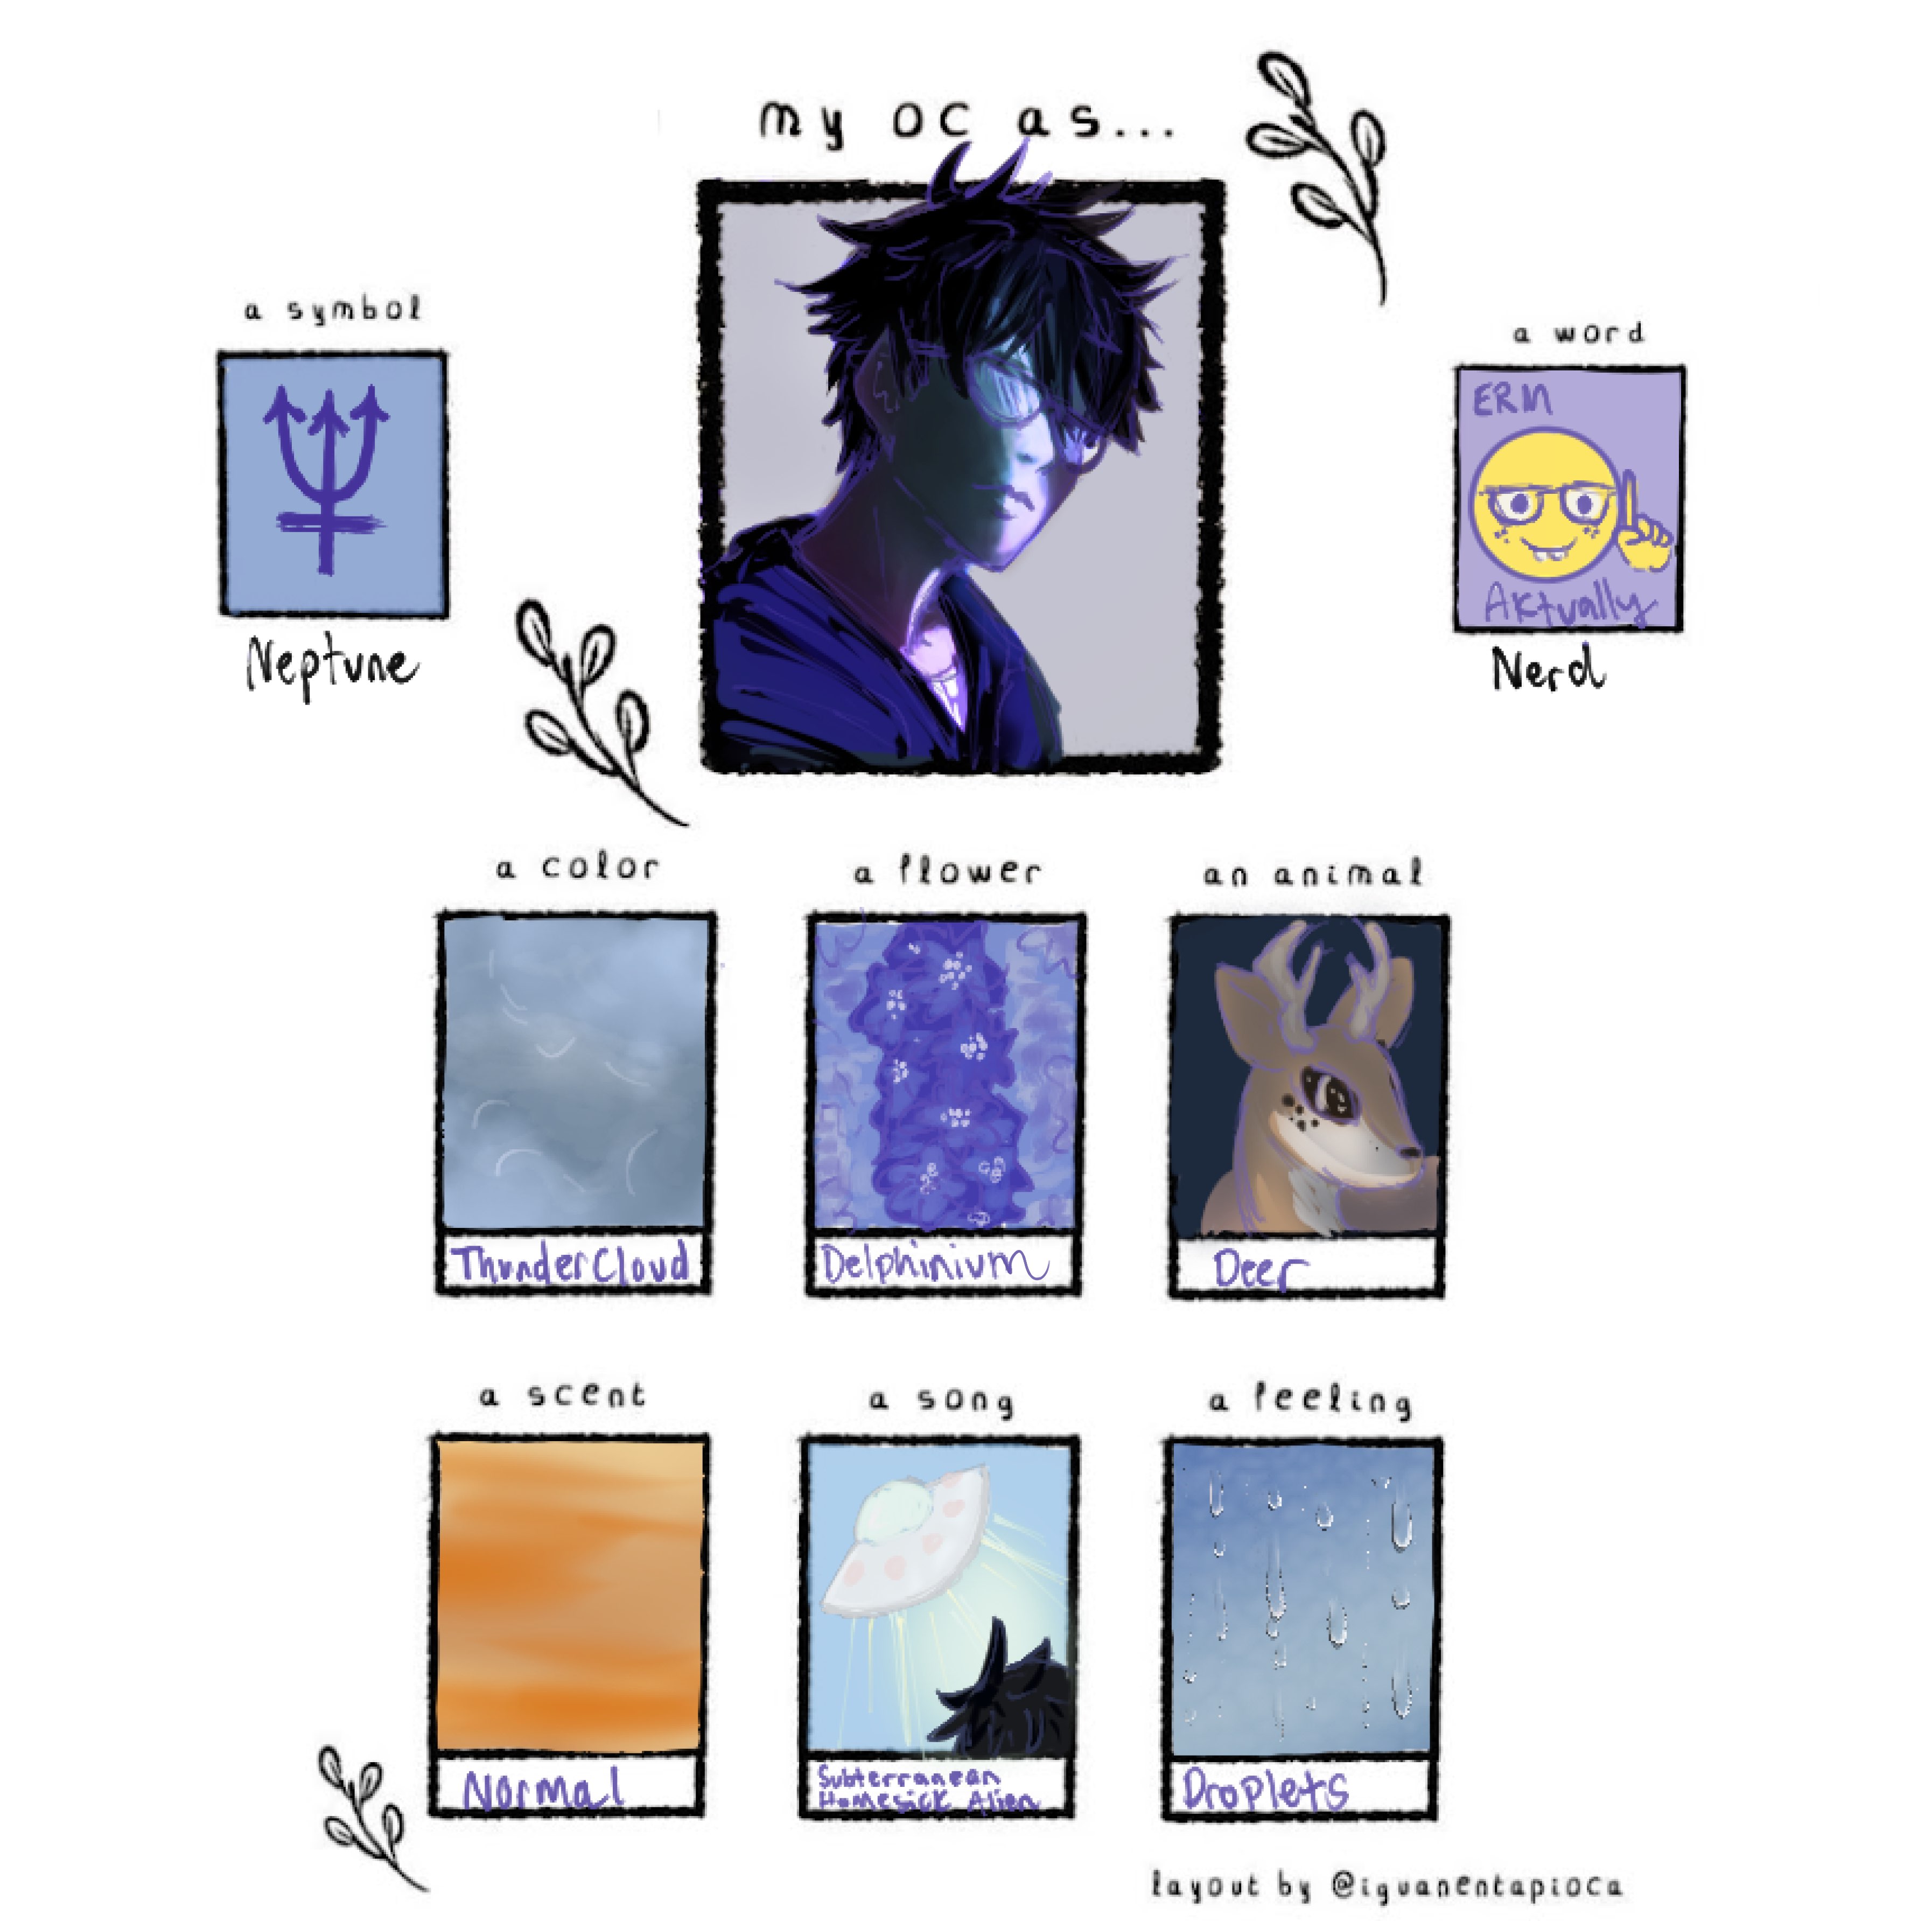 my oc as...
a symbol
Neptune
a word
ERM
Aktually
Nerd
a color
a flower
an animal
ThunderCloud
Delphinium
Deer
a scent
a song
a feeling
Normal
Subterranean
Homesick Alien
Droplets
layout by @iguanentapioca